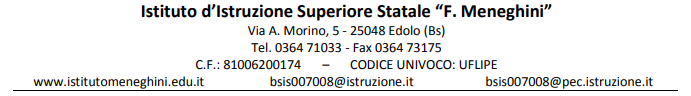 Istituto d’Istruzione Superiore Statale “F. Meneghini”
Via A. Morino, 5 - 25048 Edolo (Bs)
Tel. 0364 71033 - Fax 0364 73175
C.F.: 81006200174 – CODICE UNIVOCO: UFLIPE
www.istitutomeneghini.edu.it bsis007008@istruzione.it bsis007008@pec.istruzione.it